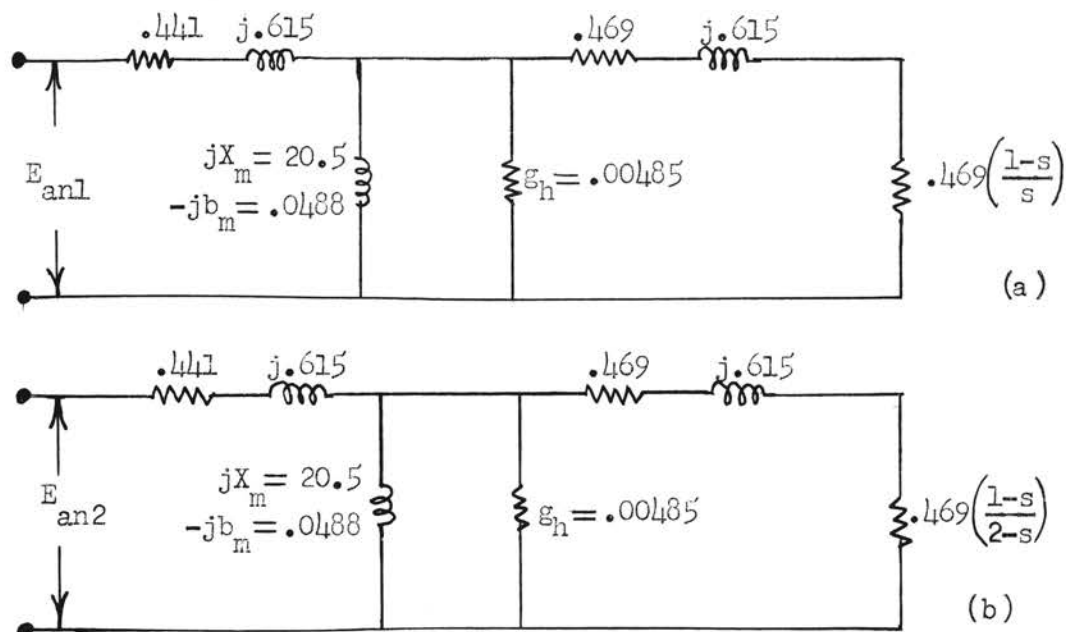 .441 j.615 .469 j.615
E_an1
jX_m = 20.5
-jb_m = .0488
g_h = .00485
.469(1-s/s)
(a)
.441 j.615 .469 j.615
E_an2
jX_m = 20.5
-jb_m = .0488
g_h = .00485
.469(1-s/2-s)
(b)